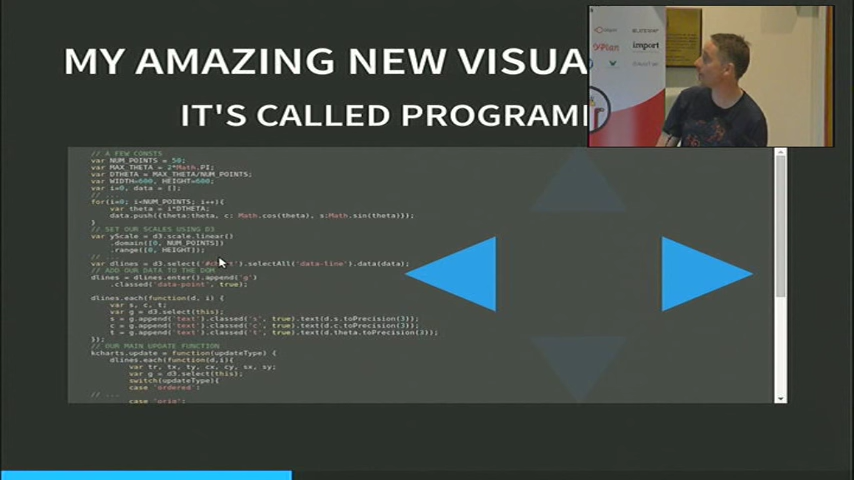 MY AMAZING NEW VISUA
IT'S CALLED PROGRAM
import
// A FEW CONSTS
var NUM_POINTS = 50;
var MAX_THETA = 2*Math.PI;
var DTHETA = MAX_THETA/NUM_POINTS;
var WIDTH=600, HEIGHT=600;
var i=0, data = [];
// ...
for(i=0; i<NUM_POINTS; i++){
var theta = i*DTHETA;
data.push({theta:theta, c: Math.cos(theta), s:Math.sin(theta)});
}
// SET OUR SCALES USING D3
var yScale = d3.scale.linear()
.domain([0, NUM_POINTS])
.range([0, HEIGHT]);
// ...
var dlines = d3.select('#chart').selectAll('data-line').data(data);
// ADD OUR DATA TO THE DOM
dlines = dlines.enter().append('g')
.classed('data-point', true);
dlines.each(function(d, i) {
var s, c, t;
var g = d3.select(this);
s = g.append('text').classed('s', true).text(d.s.toPrecision(3));
c = g.append('text').classed('c', true).text(d.c.toPrecision(3));
t = g.append('text').classed('t', true).text(d.theta.toPrecision(3));
});
// OUR MAIN UPDATE FUNCTION
kcharts.update = function(updateType) {
dlines.each(function(d,i){
var tr, tx, ty, cx, cy, sx, sy;
var g = d3.select(this);
switch(updateType){
case 'ordered':
// ...
case 'orig':